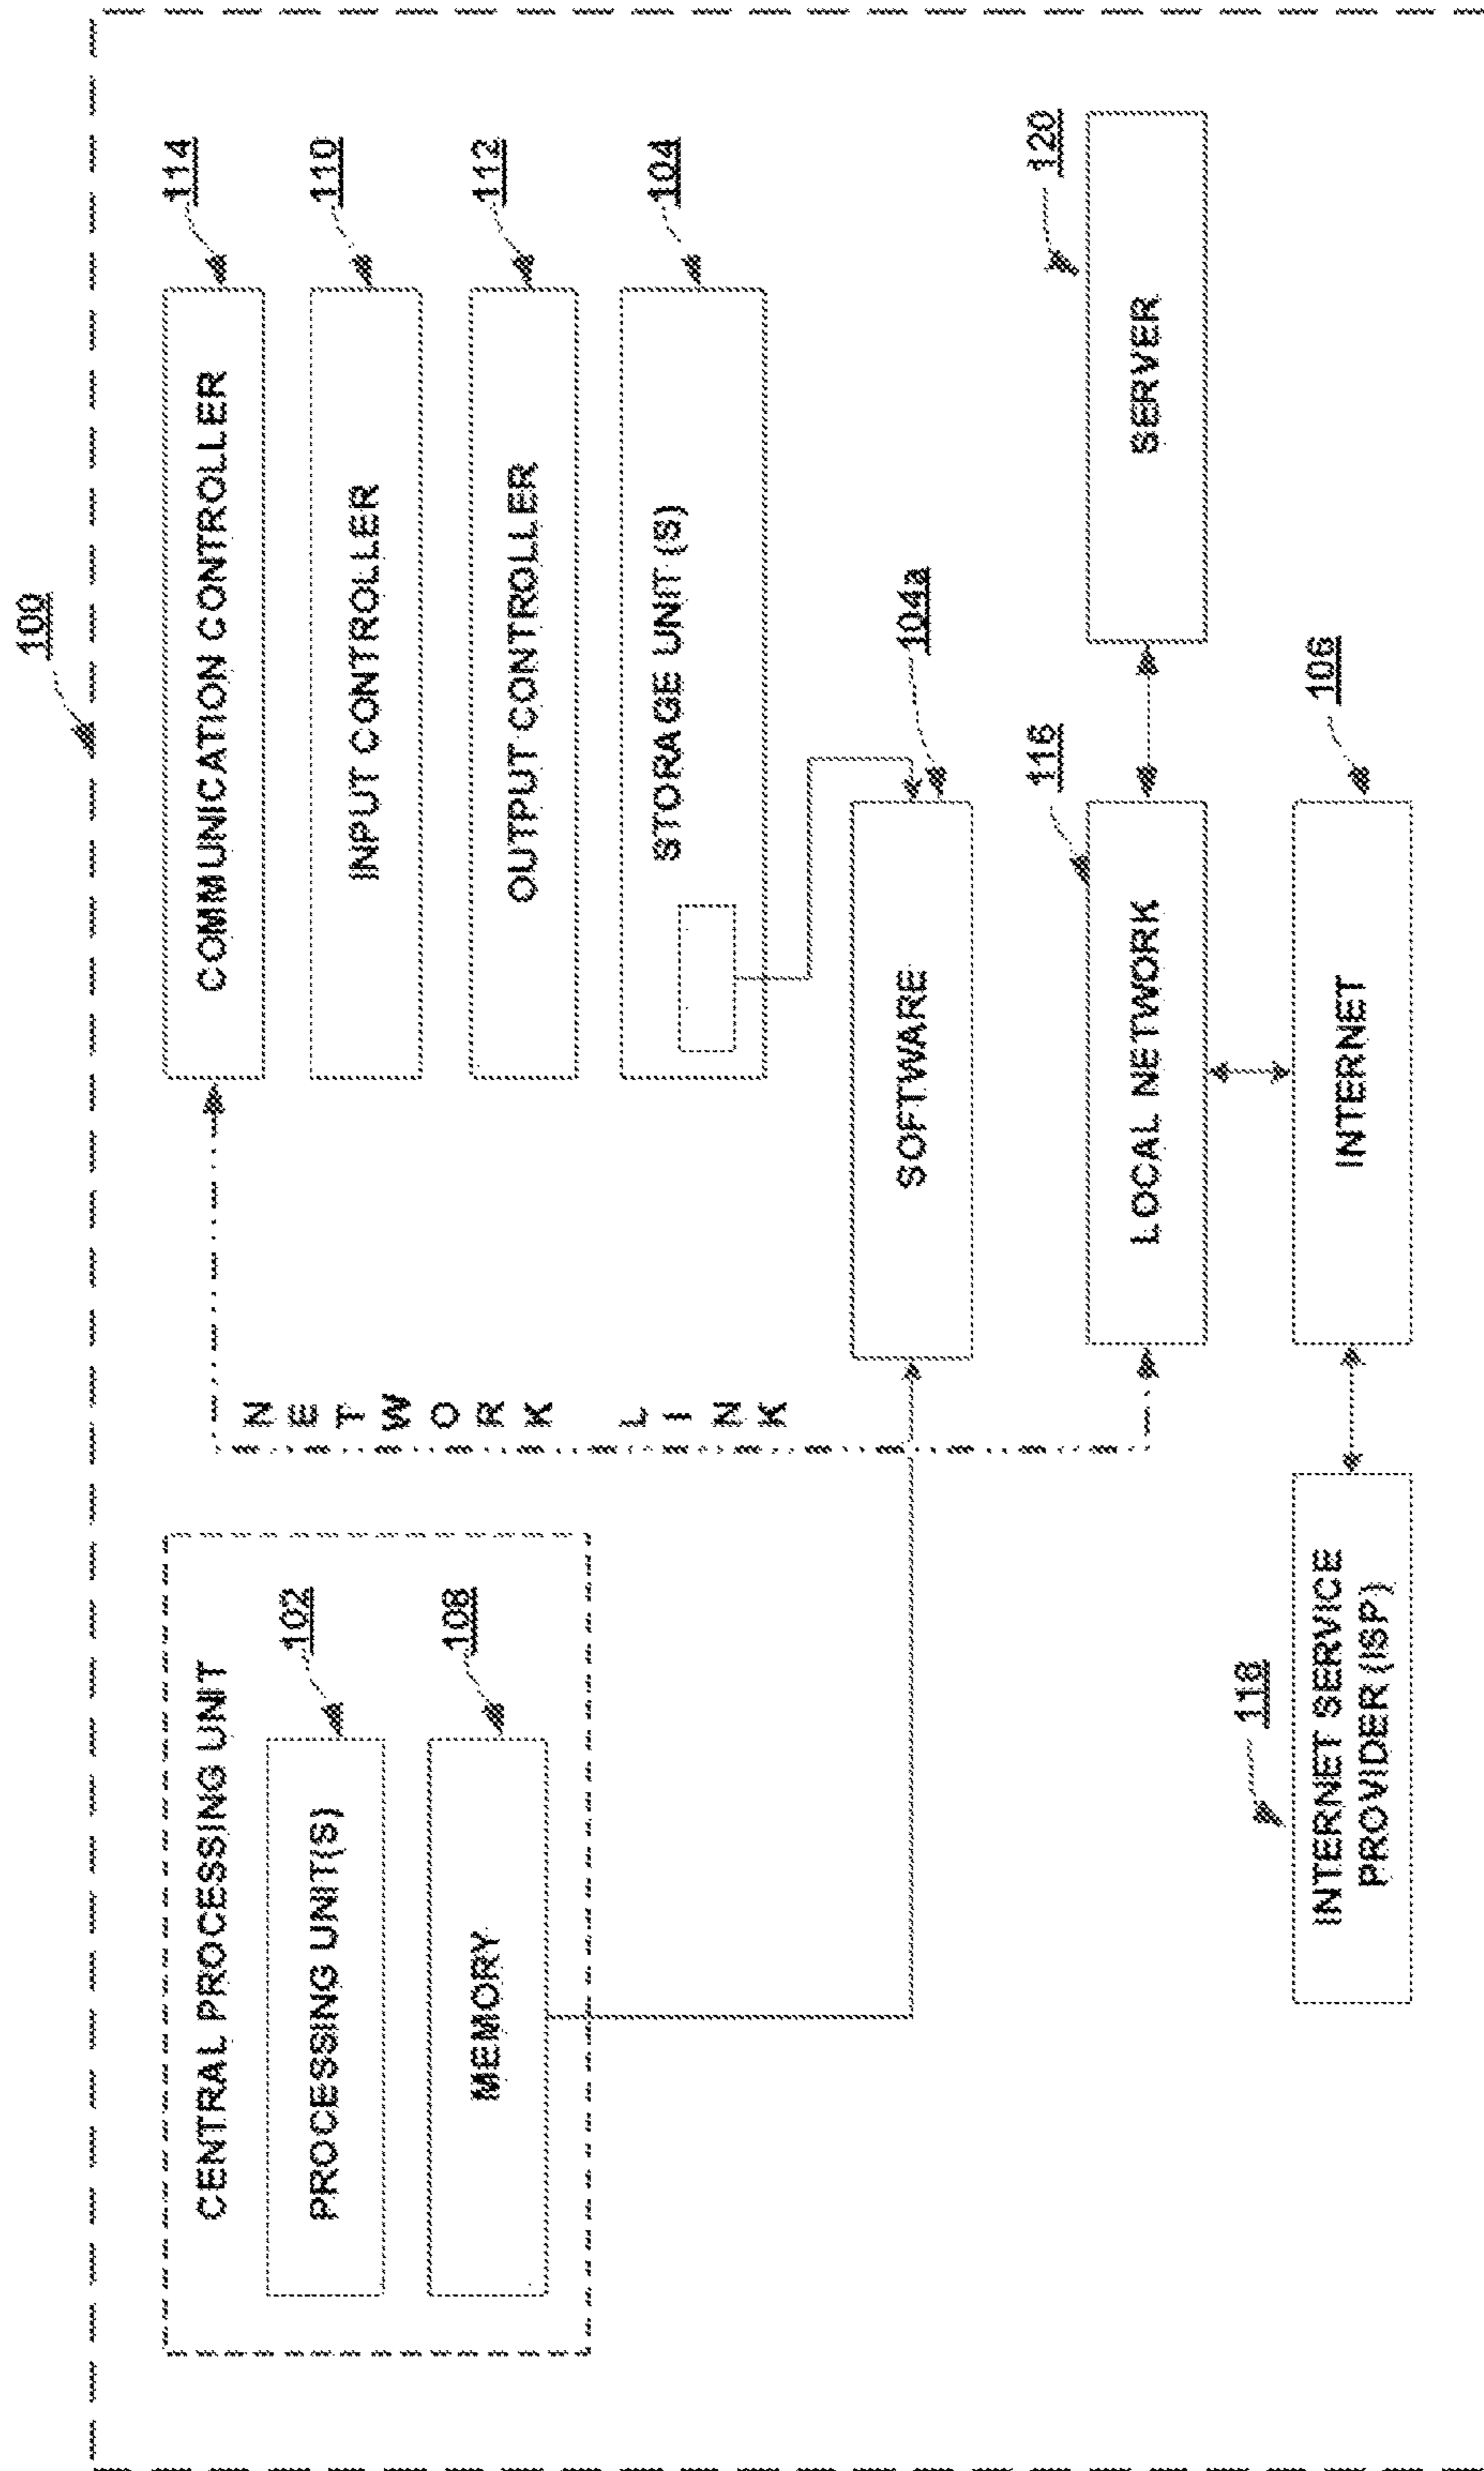 100
CENTRAL PROCESSING UNIT
PROCESSING UNIT(S)
102
MEMORY
108
NETWORK LINK
COMMUNICATION CONTROLLER
114
INPUT CONTROLLER
110
OUTPUT CONTROLLER
112
STORAGE UNIT (S)
104
SOFTWARE
104a
LOCAL NETWORK
116
SERVER
120
INTERNET SERVICE
PROVIDER (ISP)
118
INTERNET
106